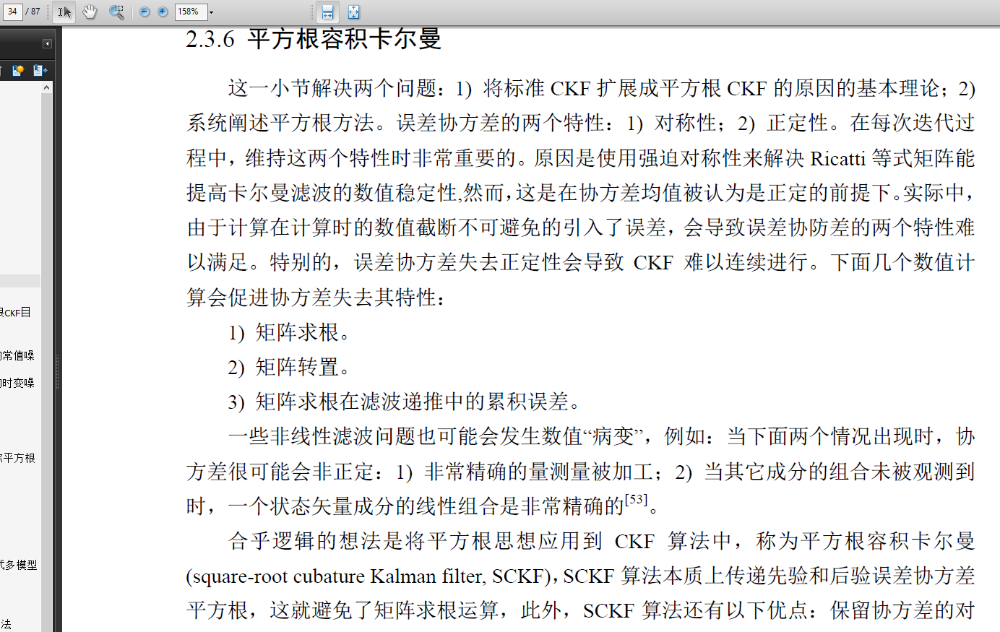 34 / 87
158%
2.3.6 平方根容积卡尔曼
这一小节解决两个问题：1) 将标准 CKF 扩展成平方根 CKF 的原因的基本理论；2)
系统阐述平方根方法。误差协方差的两个特性：1) 对称性；2) 正定性。在每次迭代过
程中，维持这两个特性时非常重要的。原因是使用强迫对称性来解决 Ricatti 等式矩阵能
提高卡尔曼滤波的数值稳定性,然而，这是在协方差均值被认为是正定的前提下。实际中，
由于计算在计算时的数值截断不可避免的引入了误差，会导致误差协防差的两个特性难
以满足。特别的，误差协方差失去正定性会导致 CKF 难以连续进行。下面几个数值计
算会促进协方差失去其特性：
1) 矩阵求根。
2) 矩阵转置。
3) 矩阵求根在滤波递推中的累积误差。
一些非线性滤波问题也可能会发生数值“病变”，例如：当下面两个情况出现时，协
方差很可能会非正定：1) 非常精确的量测量被加工；2) 当其它成分的组合未被观测到
时，一个状态矢量成分的线性组合是非常精确的[53]。
合乎逻辑的想法是将平方根思想应用到 CKF 算法中，称为平方根容积卡尔曼
(square-root cubature Kalman filter, SCKF)，SCKF 算法本质上传递先验和后验误差协方差
平方根，这就避免了矩阵求根运算，此外，SCKF 算法还有以下优点：保留协方差的对
CKF目
常值噪
时变噪
平方根
式多模型
法